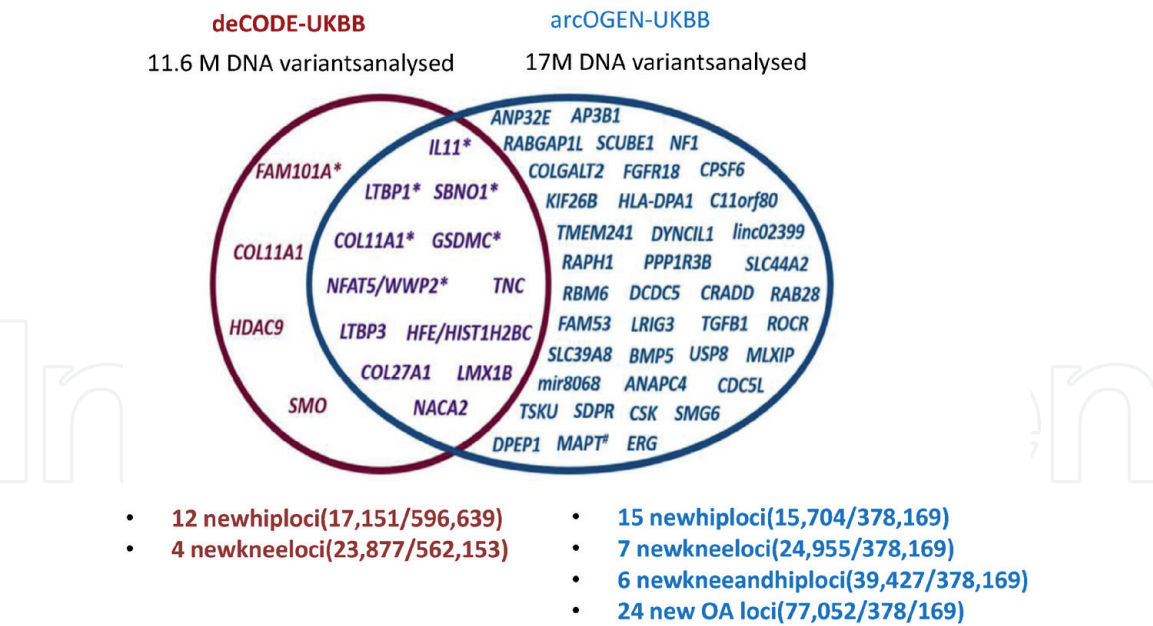 deCODE-UKBB
arcOGEN-UKBB
11.6 M DNA variantsanalysed
17M DNA variantsanalysed
ANP32E AP3B1
IL11* RABGAP1L SCUBE1 NF1
FAM101A* COLGALT2 FGFR18 CPSF6
LTBP1* SBNO1* KIF26B HLA-DPA1 C11orf80
COL11A1 COL11A1* GSDMC* TMEM241 DYNCIL1 linc02399
RAPH1 PPP1R3B SLC44A2
NFAT5/WWP2* TNC RBM6 DCDC5 CRADD RAB28
HDAC9 LTBP3 HFE/HIST1H2BC FAM53 LRIG3 TGFB1 ROCR
SLC39A8 BMP5 USP8 MLXIP
COL27A1 LMX1B mir8068 ANAPC4 CDC5L
SMO NACA2 TSKU SDPR CSK SMG6
DPEP1 MAPT# ERG
• 12 newhiploci(17,151/596,639)
• 4 newkneeloci(23,877/562,153)
• 15 newhiploci(15,704/378,169)
• 7 newkneeloci(24,955/378,169)
• 6 newkneeandhiploci(39,427/378,169)
• 24 new OA loci(77,052/378/169)
In
en